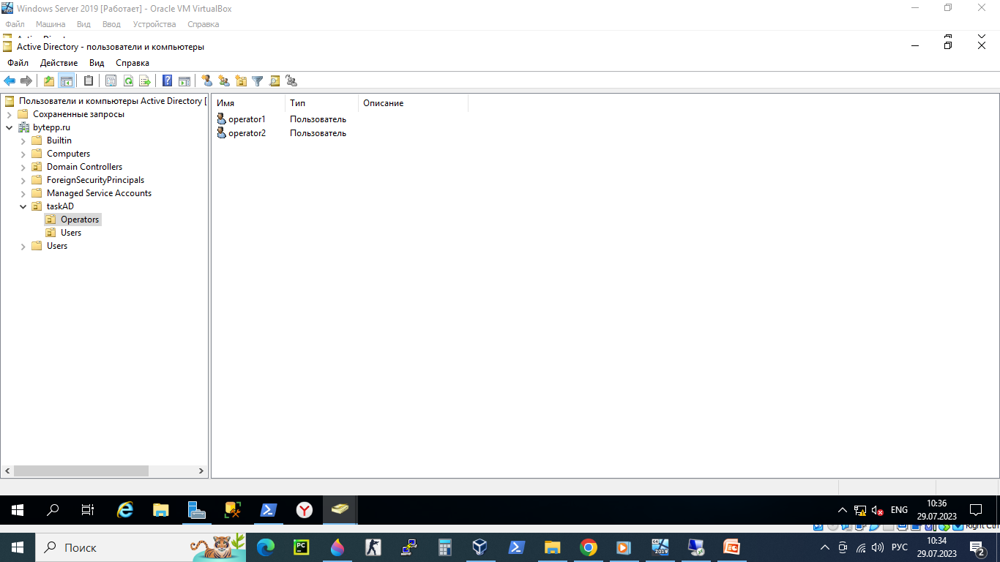 Windows Server 2019 [Работает] - Oracle VM VirtualBox
Файл Машина Вид Ввод Устройства Справка
Active Directory - пользователи и компьютеры
Файл Действие Вид Справка
Пользователи и компьютеры Active Directory [
Сохраненные запросы
bytepp.ru
Builtin
Computers
Domain Controllers
ForeignSecurityPrincipals
Managed Service Accounts
taskAD
Operators
Users
Users
Имя Тип Описание
operator1 Пользователь
operator2 Пользователь
ENG
10:36
29.07.2023
Right Ctrl
Поиск
PC
2019
РУС
10:34
29.07.2023
2